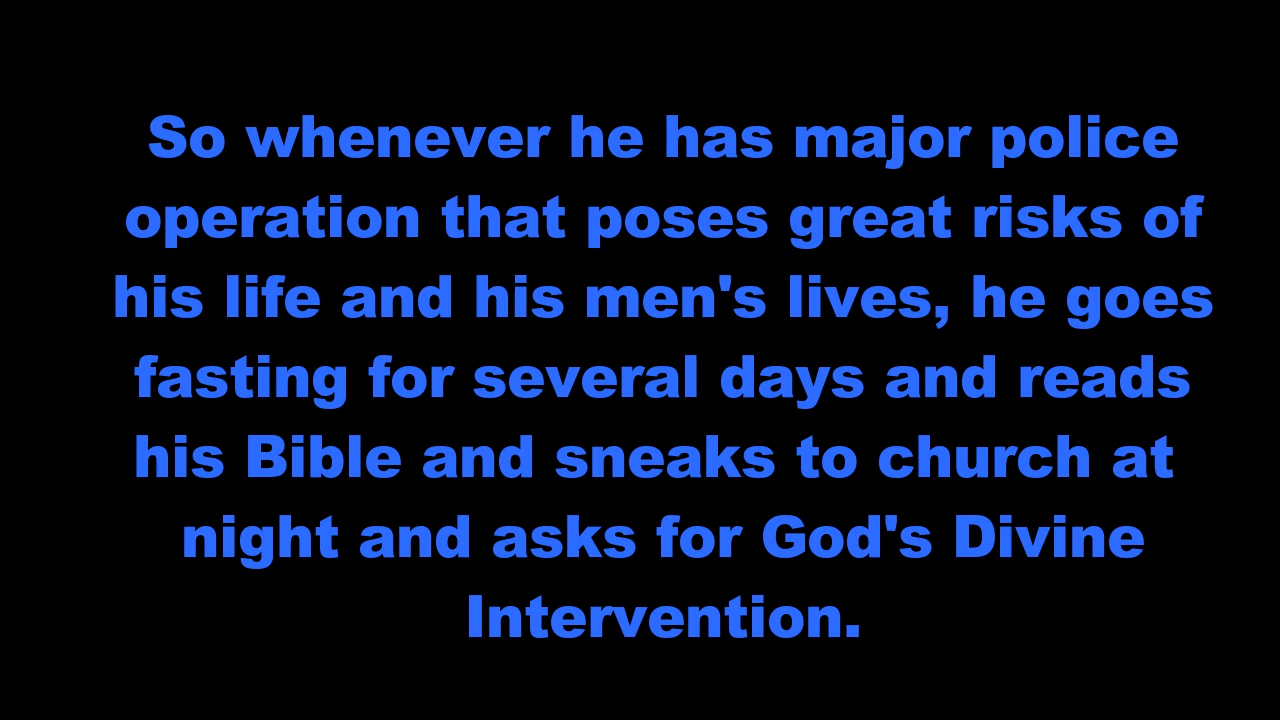 So whenever he has major police
operation that poses great risks of
his life and his men's lives, he goes
fasting for several days and reads
his Bible and sneaks to church at
night and asks for God's Divine
Intervention.